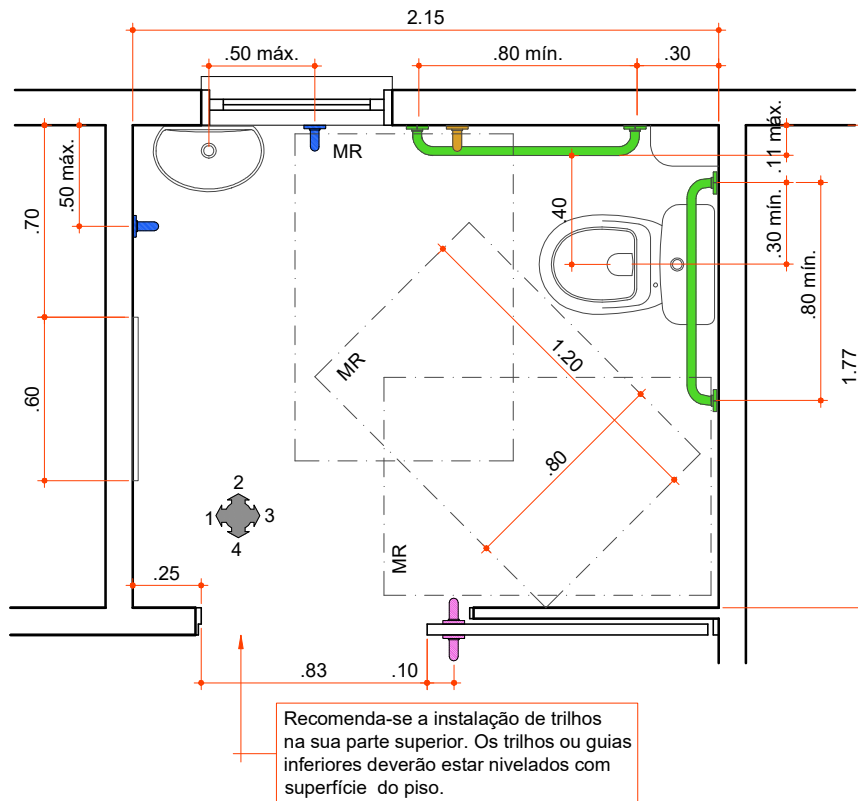 2.15
.50 máx.
.80 mín.
.30
.50 máx.
.70
MR
.11 máx.
.40
.30 mín.
.80 mín.
MR
1.20
1.77
.60
.80
2
1
3
4
MR
.25
.83
.10
Recomenda-se a instalação de trilhos
na sua parte superior. Os trilhos ou guias
inferiores deverão estar nivelados com
superfície do piso.